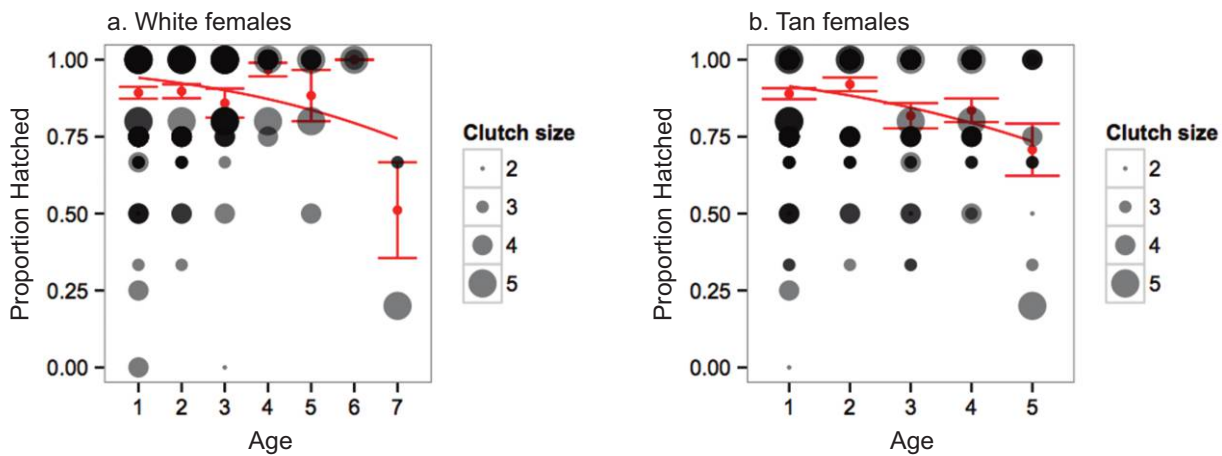 a. White females
1.00
0.75
0.50
0.25
0.00
Proportion Hatched
1 2 3 4 5 6 7
Age
Clutch size
2
3
4
5
b. Tan females
1.00
0.75
0.50
0.25
0.00
Proportion Hatched
1 2 3 4 5
Age
Clutch size
2
3
4
5